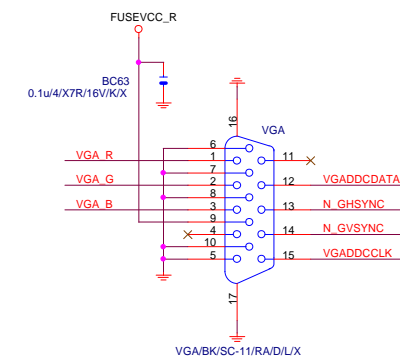 FUSEVCC_R
BC63
0.1u/4/X7R/16V/K/X
16
VGA
6
VGA_R 1 11
7
VGA_G 2 12 VGADDCDATA
8
VGA_B 3 13 N_GHSYNC
9
4 14 N_GVSYNC
10
5 15 VGADDCCLK
17
VGA/BK/SC-11/RA/D/L/X